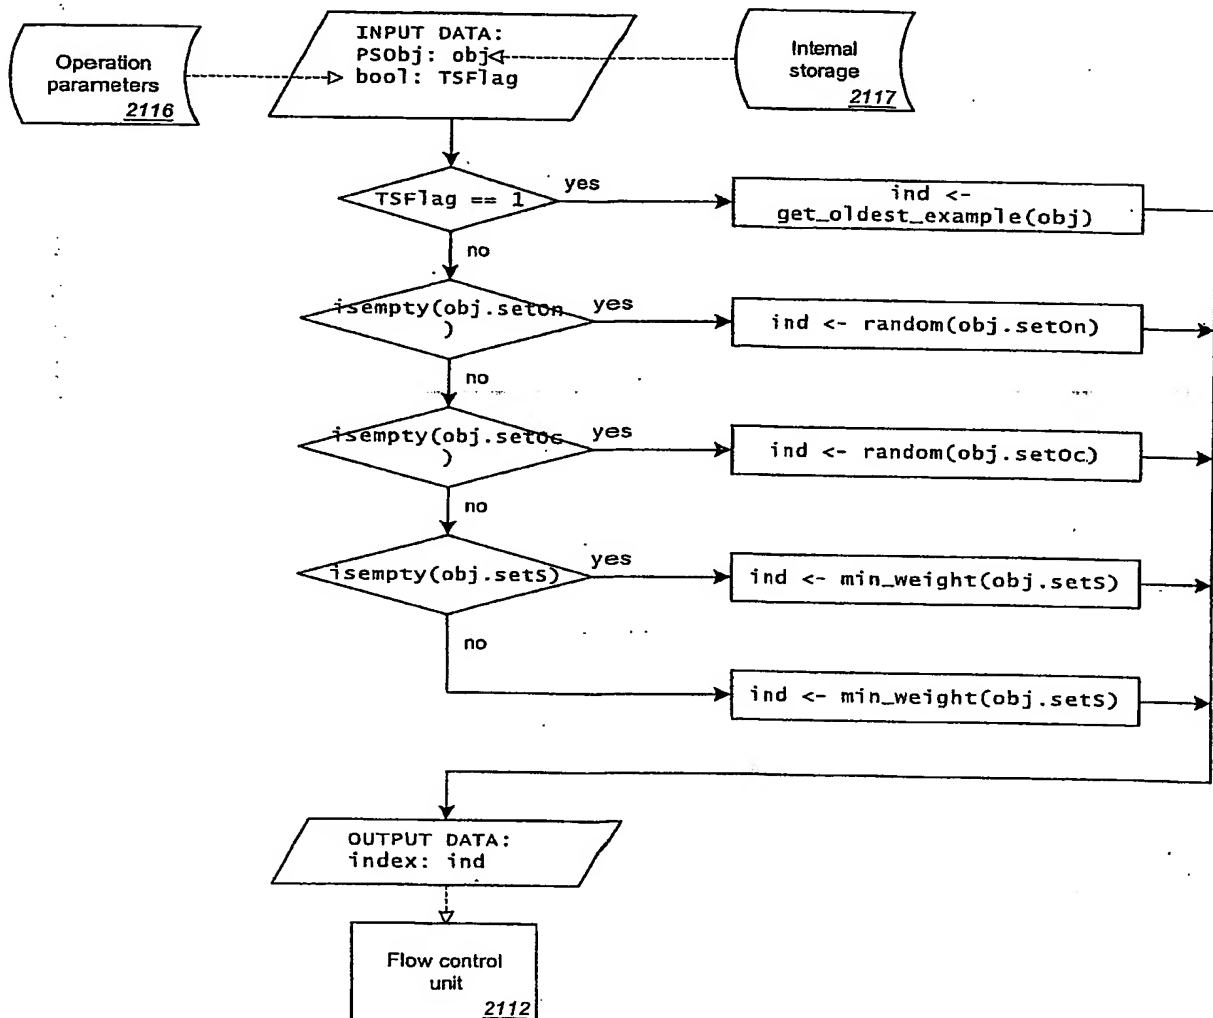 INPUT DATA:
PSObj: obj
bool: TSFlag
Operation
parameters
2116
Internal
storage
2117
TSFlag == 1
yes
ind <-
get_oldest_example(obj)
no
isempty(obj.setOn
)
yes
ind <- random(obj.setOn)
no
isempty(obj.setOc
)
yes
ind <- random(obj.setOc)
no
isempty(obj.setS)
yes
ind <- min_weight(obj.setS)
no
ind <- min_weight(obj.setS)
OUTPUT DATA:
index: ind
Flow control
unit
2112